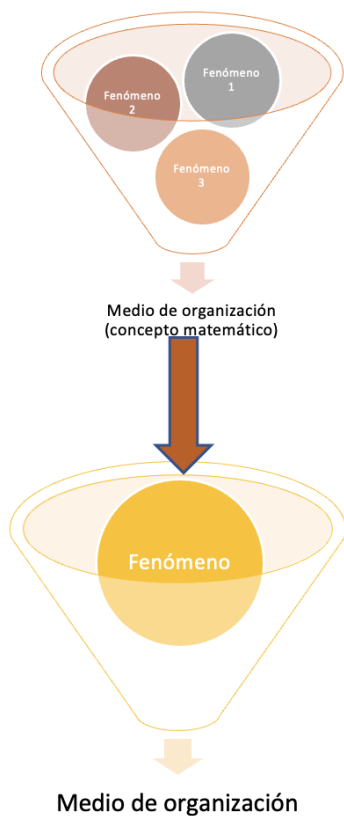 Fenómeno
1
Fenómeno
2
Fenómeno
3
Medio de organización
(concepto matemático)
Fenómeno
Medio de organización